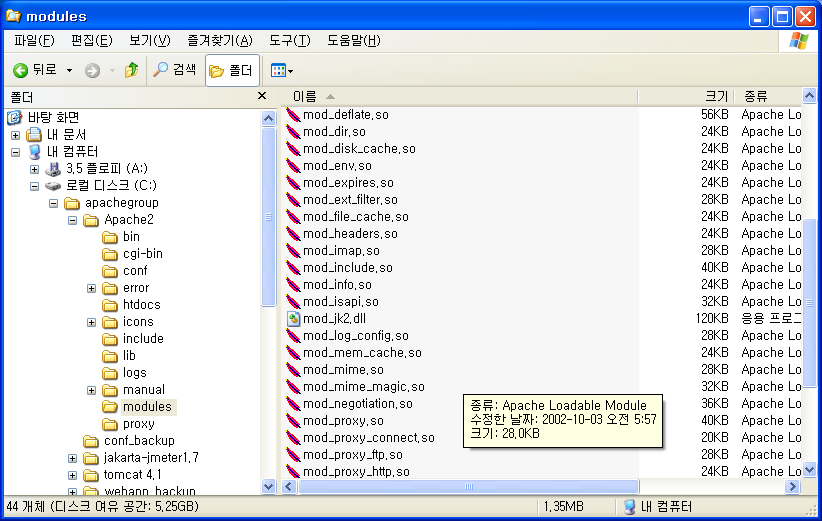 modules
파일(F) 편집(E) 보기(V) 즐겨찾기(A) 도구(T) 도움말(H)
뒤로 검색 폴더
폴더
바탕 화면
내 문서
내 컴퓨터
3.5 플로피 (A:)
로컬 디스크 (C:)
apachegroup
Apache2
bin
cgi-bin
conf
error
htdocs
icons
include
lib
logs
manual
modules
proxy
conf_backup
jakarta-jmeter1.7
tomcat 4.1
webapp_backup
이름 크기 종류
mod_deflate.so 56KB Apache Lo
mod_dir.so 24KB Apache Lo
mod_disk_cache.so 24KB Apache Lo
mod_env.so 24KB Apache Lo
mod_expires.so 24KB Apache Lo
mod_ext_filter.so 28KB Apache Lo
mod_file_cache.so 24KB Apache Lo
mod_headers.so 24KB Apache Lo
mod_imap.so 28KB Apache Lo
mod_include.so 40KB Apache Lo
mod_info.so 24KB Apache Lo
mod_isapi.so 32KB Apache Lo
mod_jk2.dll 120KB 응용 프로그
mod_log_config.so 28KB Apache Lo
mod_mem_cache.so 24KB Apache Lo
mod_mime.so 28KB Apache Lo
mod_mime_magic.so 32KB Apache Lo
mod_negotiation.so 36KB Apache Lo
mod_proxy.so 40KB Apache Lo
mod_proxy_connect.so 20KB Apache Lo
mod_proxy_ftp.so 28KB Apache Lo
mod_proxy_http.so 24KB Apache Lo
종류: Apache Loadable Module
수정한 날짜: 2002-10-03 오전 5:57
크기: 28.0KB
44 개체 (디스크 여유 공간: 5.25GB) 1.35MB 내 컴퓨터